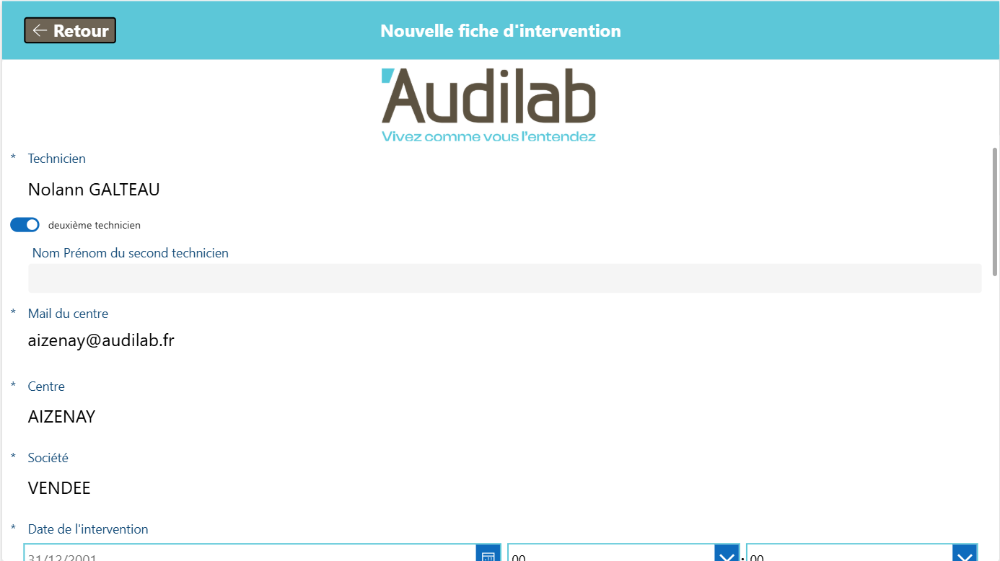 Retour
Nouvelle fiche d'intervention
Audilab
Vivez comme vous l'entendez
* Technicien
Nolann GALTEAU
deuxième technicien
Nom Prénom du second technicien
* Mail du centre
aizenay@audilab.fr
* Centre
AIZENAY
* Société
VENDEE
* Date de l'intervention
31/12/2001 00 : 00